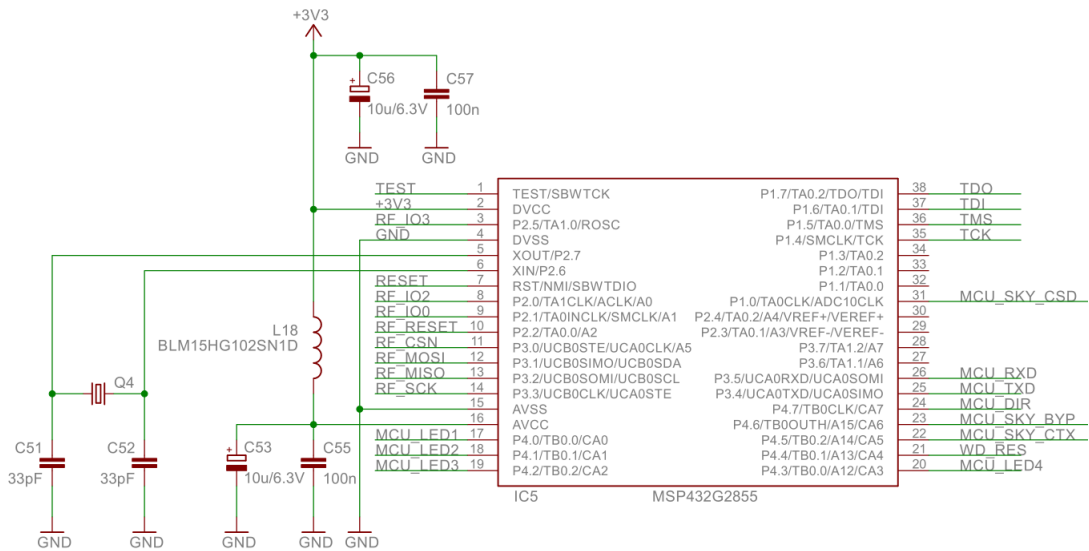 +3V3
+
C56
10u/6.3V
C57
100n
GND
GND
TEST 1 TEST/SBWTCK
+3V3 2 DVCC
RF_IO3 3 P2.5/TA1.0/ROSC
GND 4 DVSS
5 XOUT/P2.7
6 XIN/P2.6
RESET 7 RST/NMI/SBWTDIO
RF_IO2 8 P2.0/TA1CLK/ACLK/A0
RF_IO0 9 P2.1/TA0INCLK/SMCLK/A1
RF_RESET 10 P2.2/TA0.0/A2
RF_CSN 11 P3.0/UCB0STE/UCA0CLK/A5
RF_MOSI 12 P3.1/UCB0SIMO/UCB0SDA
RF_MISO 13 P3.2/UCB0SOMI/UCB0SCL
RF_SCK 14 P3.3/UCB0CLK/UCA0STE
15 AVSS
16 AVCC
MCU_LED1 17 P4.0/TB0.0/CA0
MCU_LED2 18 P4.1/TB0.1/CA1
MCU_LED3 19 P4.2/TB0.2/CA2
P1.7/TA0.2/TDO/TDI 38 TDO
P1.6/TA0.1/TDI 37 TDI
P1.5/TA0.0/TMS 36 TMS
P1.4/SMCLK/TCK 35 TCK
P1.3/TA0.2 34
P1.2/TA0.1 33
P1.1/TA0.0 32
P1.0/TA0CLK/ADC10CLK 31 MCU_SKY_CSD
P2.4/TA0.2/A4/VREF+/VEREF+ 30
P2.3/TA0.1/A3/VREF-/VEREF- 29
P3.7/TA1.2/A7 28
P3.6/TA1.1/A6 27
P3.5/UCA0RXD/UCA0SOMI 26 MCU_RXD
P3.4/UCA0TXD/UCA0SIMO 25 MCU_TXD
P4.7/TB0CLK/CA7 24 MCU_DIR
P4.6/TB0OUTH/A15/CA6 23 MCU_SKY_BYP
P4.5/TB0.2/A14/CA5 22 MCU_SKY_CTX
P4.4/TB0.1/A13/CA4 21 WD_RES
P4.3/TB0.0/A12/CA3 20 MCU_LED4
IC5
MSP432G2855
L18
BLM15HG102SN1D
Q4
C51
33pF
C52
33pF
+
C53
10u/6.3V
C55
100n
GND
GND
GND
GND
GND